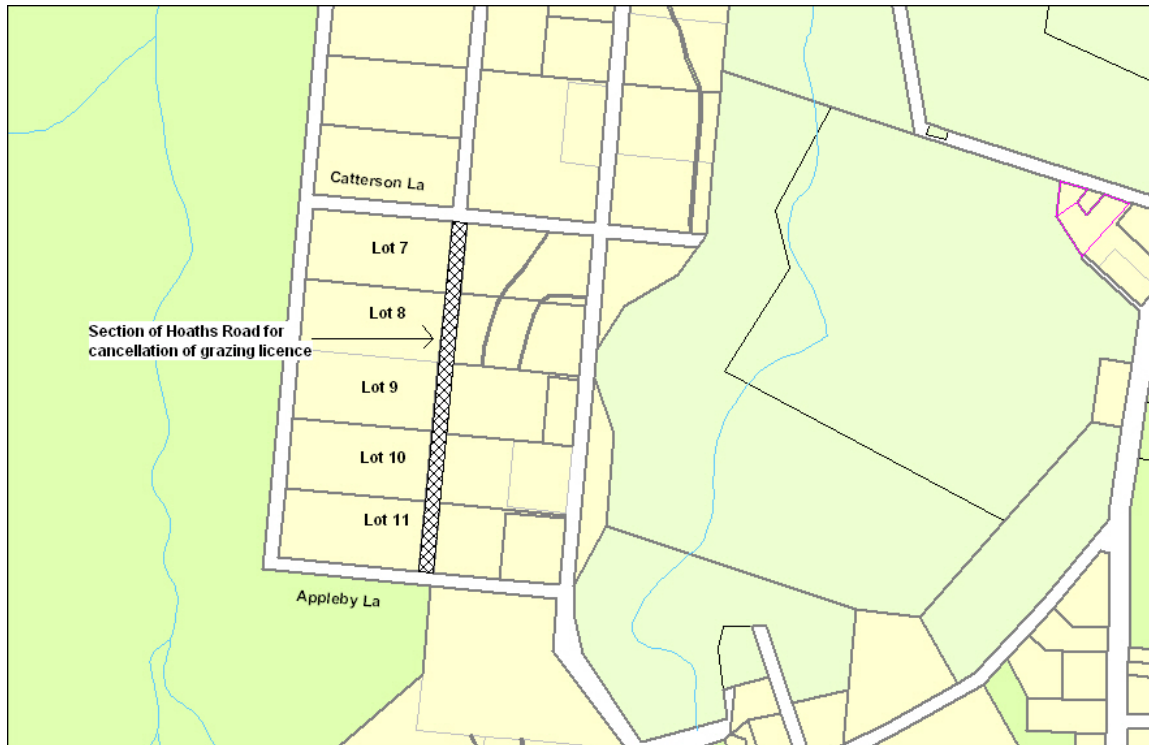 Catterson La
Lot 7
Lot 8
Section of Hoaths Road for
cancellation of grazing licence
Lot 9
Lot 10
Lot 11
Appleby La